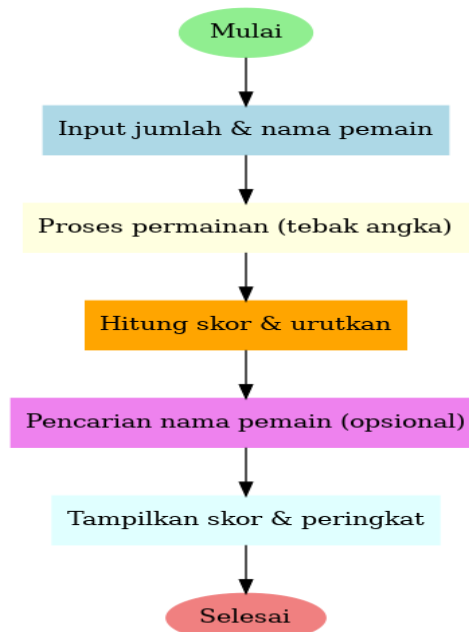 Mulai
Input jumlah & nama pemain
Proses permainan (tebak angka)
Hitung skor & urutkan
Pencarian nama pemain (opsional)
Tampilkan skor & peringkat
Selesai